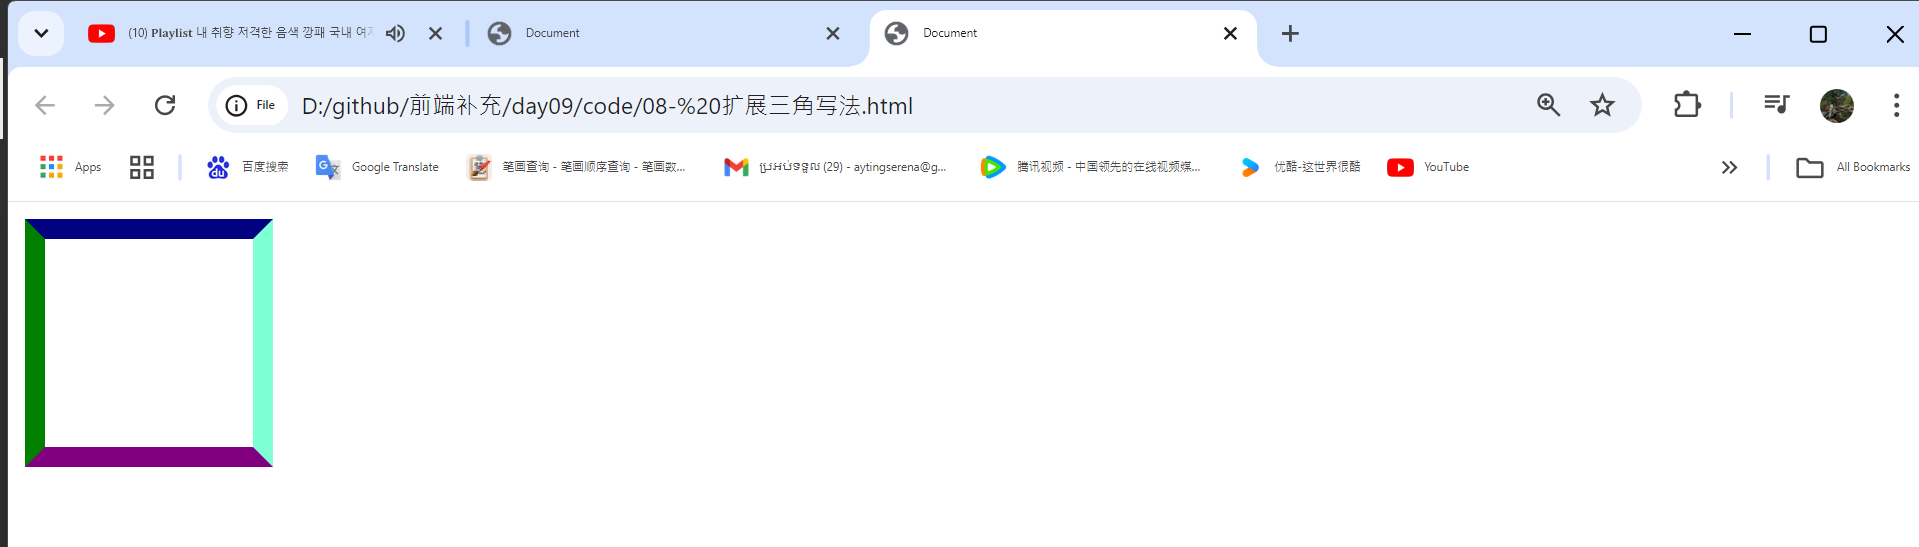 (10) Playlist 내 취향 저격한 음색 깡패 국내 여
Document
Document
File
D:/github/前端补充/day09/code/08-%20扩展三角写法.html
Apps
百度搜索
Google Translate
笔画查询 - 笔画顺序查询 - 笔画数...
ប្រអប់ទទួល (29) - aytingserena@g...
腾讯视频 - 中国领先的在线视频媒...
优酷-这世界很酷
YouTube
All Bookmarks